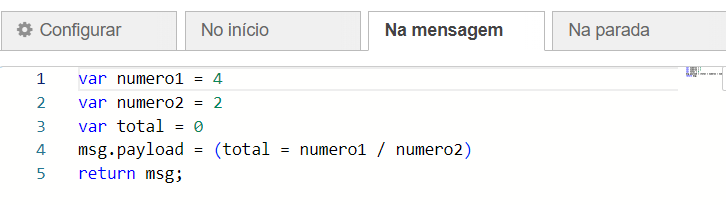 Configurar No início Na mensagem Na parada
1 var numero1 = 4
2 var numero2 = 2
3 var total = 0
4 msg.payload = (total = numero1 / numero2)
5 return msg;